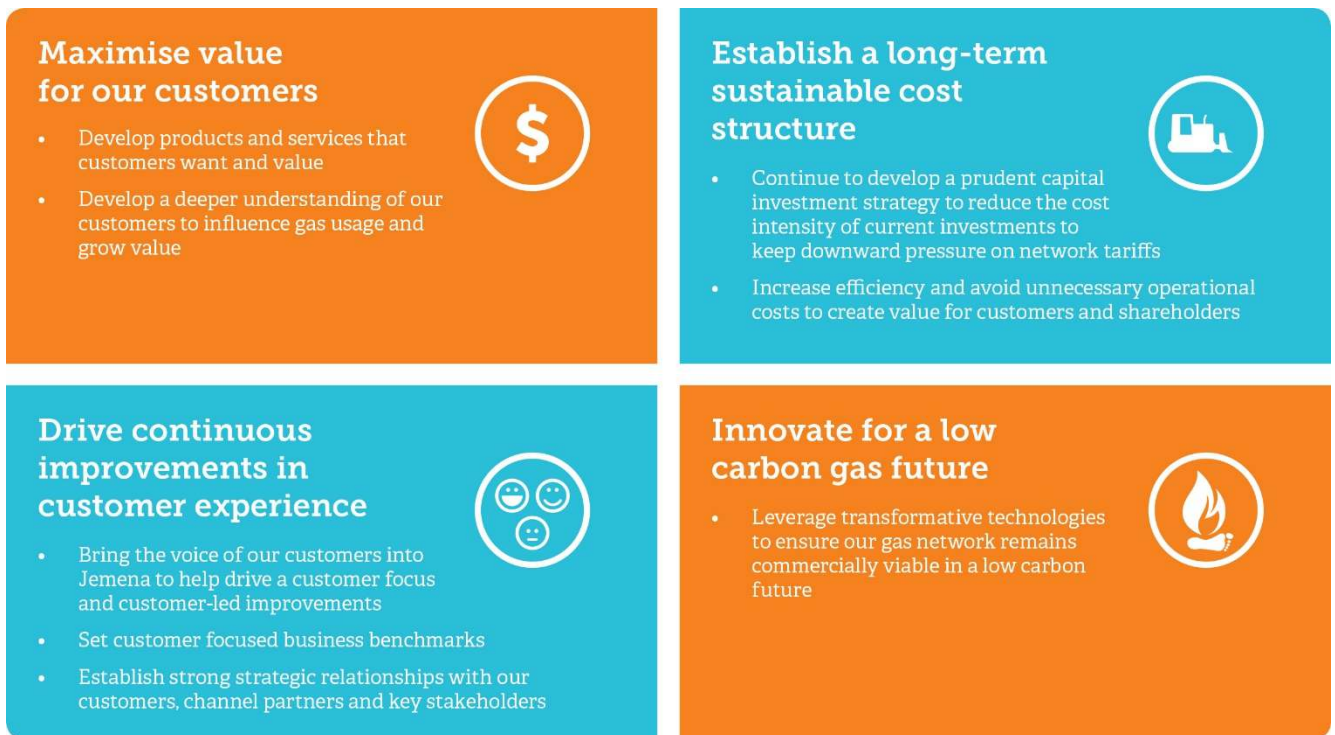 Maximise value
for our customers
• Develop products and services that
customers want and value
• Develop a deeper understanding of our
customers to influence gas usage and
grow value
$
Establish a long-term
sustainable cost
structure
• Continue to develop a prudent capital
investment strategy to reduce the cost
intensity of current investments to
keep downward pressure on network tariffs
• Increase efficiency and avoid unnecessary operational
costs to create value for customers and shareholders
Drive continuous
improvements in
customer experience
• Bring the voice of our customers into
Jemena to help drive a customer focus
and customer-led improvements
• Set customer focused business benchmarks
• Establish strong strategic relationships with our
customers, channel partners and key stakeholders
Innovate for a low
carbon gas future
• Leverage transformative technologies
to ensure our gas network remains
commercially viable in a low carbon
future